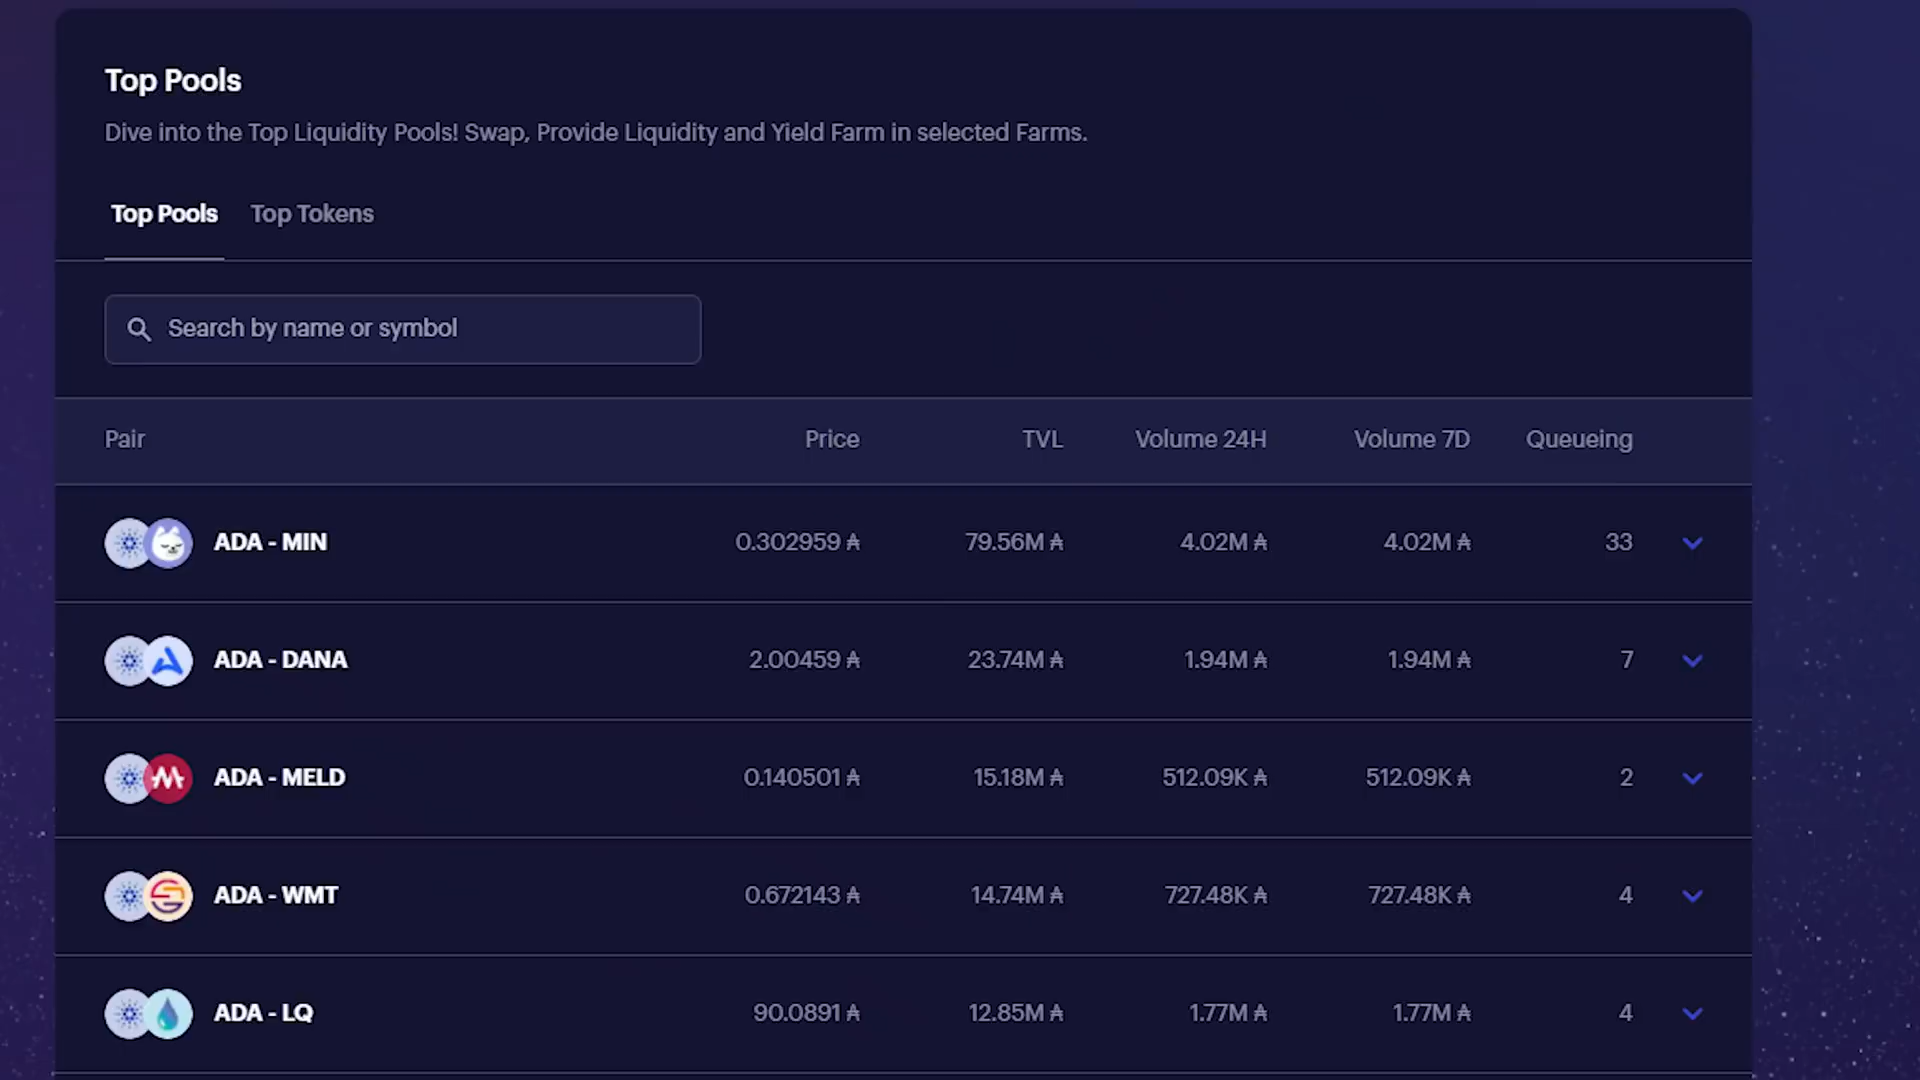 Top Pools
Dive into the Top Liquidity Pools! Swap, Provide Liquidity and Yield Farm in selected Farms.
Top Pools Top Tokens
Search by name or symbol
Pair Price TVL Volume 24H Volume 7D Queueing
ADA - MIN 0.302959 ₳ 79.56M ₳ 4.02M ₳ 4.02M ₳ 33
ADA - DANA 2.00459 ₳ 23.74M ₳ 1.94M ₳ 1.94M ₳ 7
ADA - MELD 0.140501 ₳ 15.18M ₳ 512.09K ₳ 512.09K ₳ 2
ADA - WMT 0.672143 ₳ 14.74M ₳ 727.48K ₳ 727.48K ₳ 4
ADA - LQ 90.0891 ₳ 12.85M ₳ 1.77M ₳ 1.77M ₳ 4